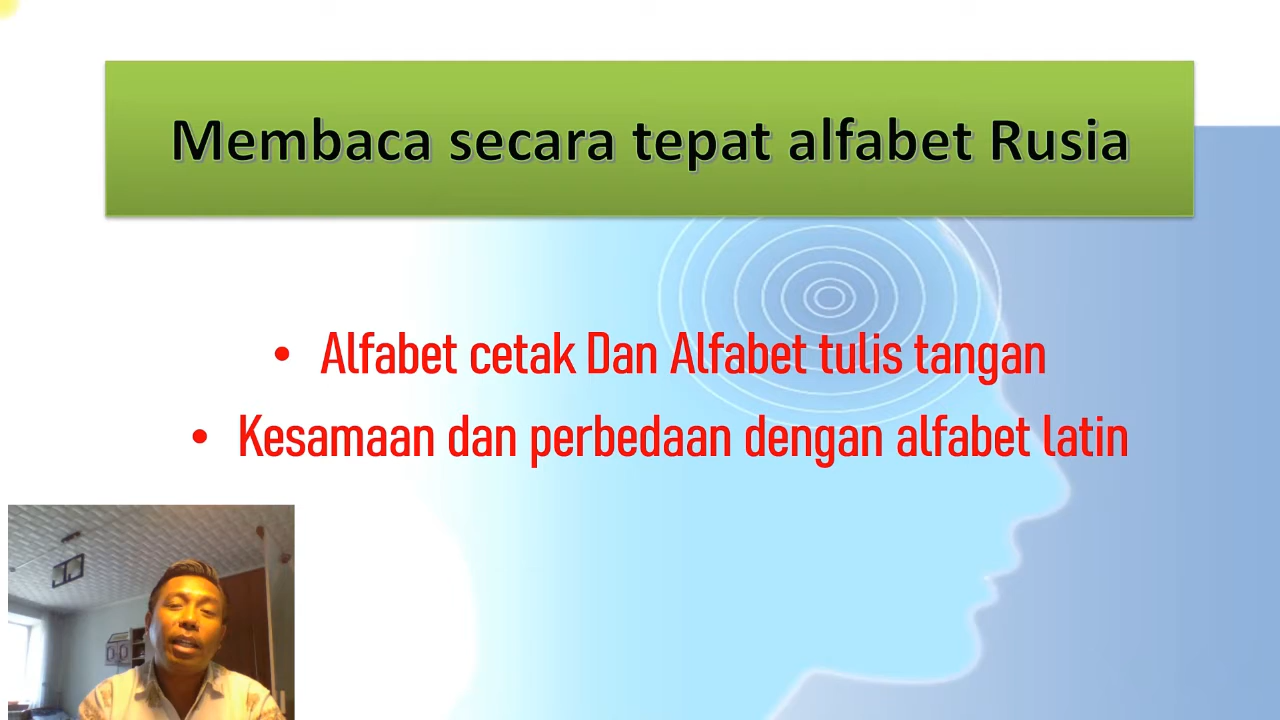 Membaca secara tepat alfabet Rusia
• Alfabet cetak Dan Alfabet tulis tangan
• Kesamaan dan perbedaan dengan alfabet latin